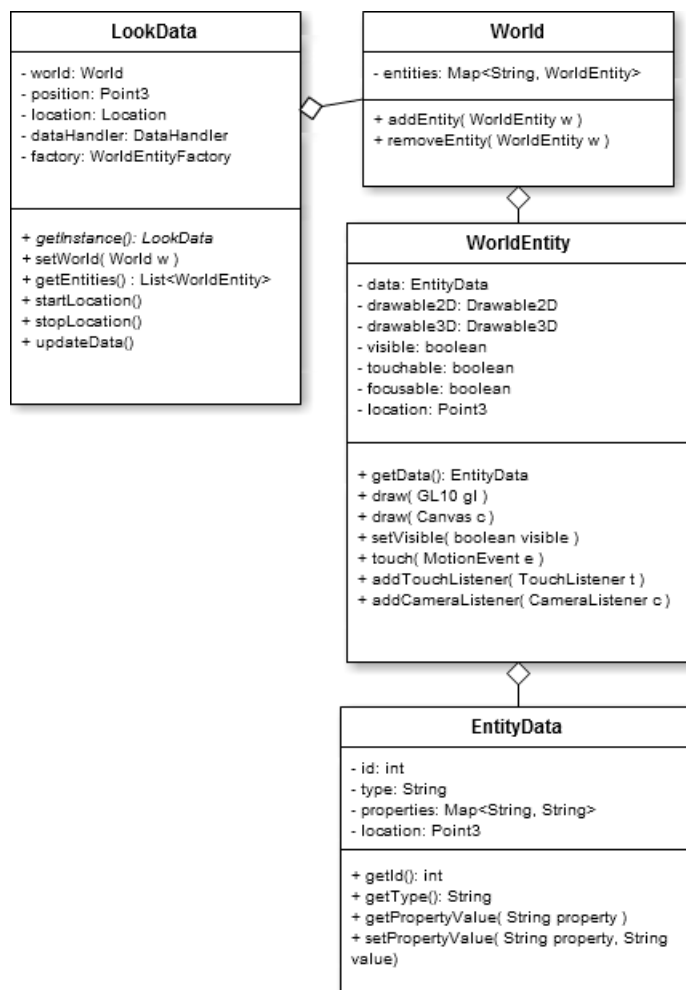 LookData
- world: World
- position: Point3
- location: Location
- dataHandler: DataHandler
- factory: WorldEntityFactory
+ getInstance(): LookData
+ setWorld( World w )
+ getEntities() : List<WorldEntity>
+ startLocation()
+ stopLocation()
+ updateData()
World
- entities: Map<String, WorldEntity>
+ addEntity( WorldEntity w )
+ removeEntity( WorldEntity w )
WorldEntity
- data: EntityData
- drawable2D: Drawable2D
- drawable3D: Drawable3D
- visible: boolean
- touchable: boolean
- focusable: boolean
- location: Point3
+ getData(): EntityData
+ draw( GL10 gl )
+ draw( Canvas c )
+ setVisible( boolean visible )
+ touch( MotionEvent e )
+ addTouchListener( TouchListener t )
+ addCameraListener( CameraListener c )
EntityData
- id: int
- type: String
- properties: Map<String, String>
- location: Point3
+ getId(): int
+ getType(): String
+ getPropertyValue( String property )
+ setPropertyValue( String property, String
value)